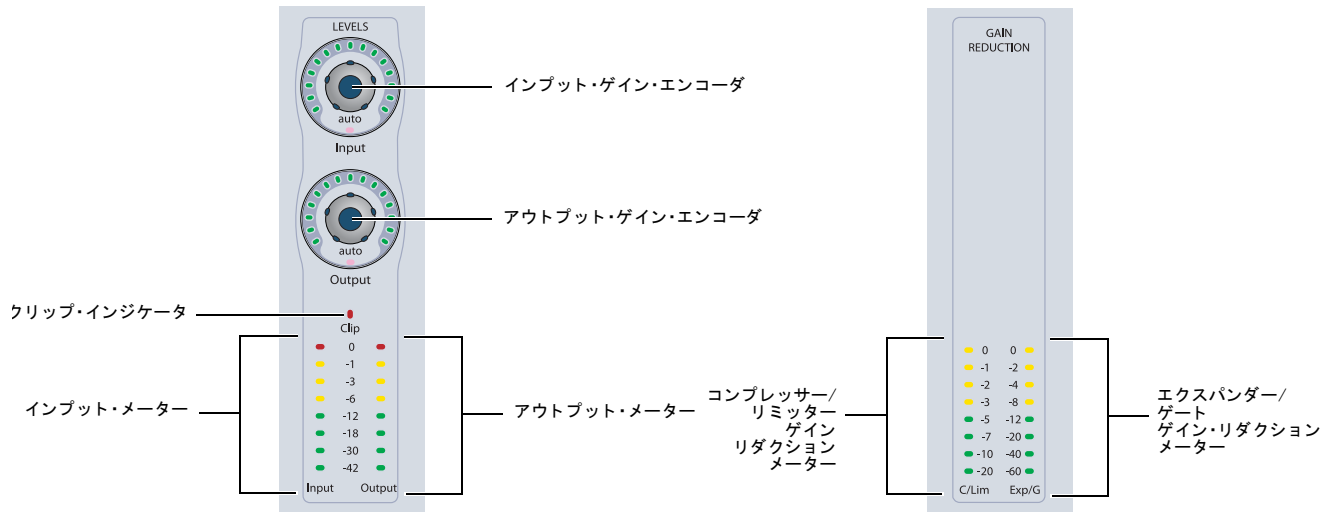 LEVELS
インプット・ゲイン・エンコーダ
auto
Input
アウトプット・ゲイン・エンコーダ
auto
Output
クリップ・インジケータ
Clip
0
-1
-3
-6
-12
-18
-30
-42
Input Output
インプット・メーター
アウトプット・メーター
GAIN
REDUCTION
0 0
-1 -2
-2 -4
-3 -8
-5 -12
-7 -20
-10 -40
-20 -60
C/Lim Exp/G
コンプレッサー/
リミッター
ゲイン
リダクション
メーター
エクスパンダー/
ゲート
ゲイン・リダクション
メーター